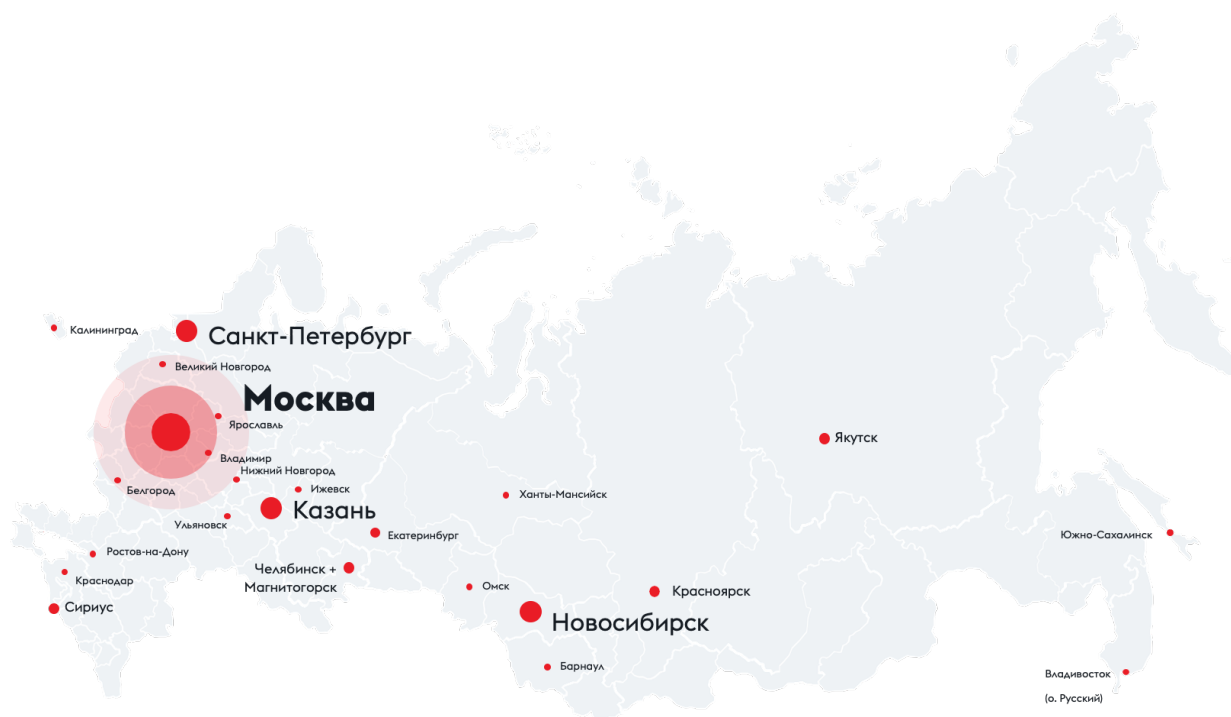 Калининград
Санкт-Петербург
Великий Новгород
Москва
Ярославль
Якутск
Владимир
Нижний Новгород
Белгород
Ижевск
Ханты-Мансийск
Казань
Ульяновск
Екатеринбург
Южно-Сахалинск
Ростов-на-Дону
Челябинск +
Магнитогорск
Краснодар
Омск
Красноярск
Сириус
Новосибирск
Барнаул
Владивосток
(о. Русский)